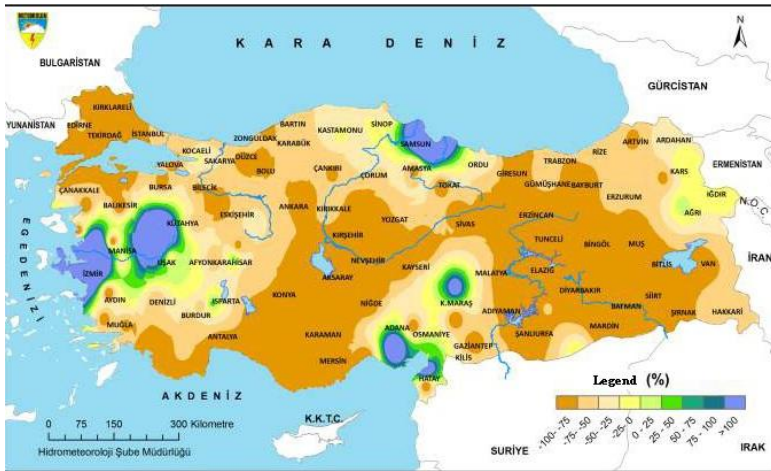 METEOROLOJİ
K A R A D E N İ Z
N
BULGARİSTAN
GÜRCİSTAN
KIRKLARELİ
YUNANİSTAN
EDİRNE
TEKİRDAĞ
İSTANBUL
KOCAELİ
YALOVA
SAKARYA
ZONGULDAK
DÜZCE
BOLU
BARTIN
KARABÜK
KASTAMONU
SİNOP
SAMSUN
ÇANKIRI
ÇORUM
AMASYA
TOKAT
ORDU
GİRESUN
TRABZON
RİZE
ARTVİN
ARDAHAN
KARS
ERMENİSTAN
IĞDIR
N.Ö.C.
AĞRI
GÜMÜŞHANE
BAYBURT
ERZURUM
ERZİNCAN
ÇANAKKALE
BALIKESİR
BURSA
BİLECİK
ESKİŞEHİR
KÜTAHYA
ANKARA
KIRIKKALE
KIRŞEHİR
YOZGAT
SİVAS
TUNCELİ
BİNGÖL
MUŞ
BİTLİS
VAN
İRAN
E G E D E N İ Z İ
MANİSA
İZMİR
UŞAK
AFYONKARAHİSAR
AYDIN
DENİZLİ
ISPARTA
BURDUR
MUĞLA
ANTALYA
KONYA
AKSARAY
NEVŞEHİR
NİĞDE
KAYSERİ
KARAMAN
MERSİN
ADANA
OSMANİYE
K.MARAŞ
MALATYA
ELAZIĞ
ADIYAMAN
DİYARBAKIR
BATMAN
SİİRT
ŞIRNAK
HAKKARİ
MARDİN
ŞANLIURFA
GAZİANTEP
KİLİS
HATAY
A K D E N İ Z
K.K.T.C.
SURİYE
IRAK
0 75 150 300 Kilometre
Hidrometeoroloji Şube Müdürlüğü
Legend (%)
-100- -75
-75- -50
-50- -25
-25- 0
0 - 25
25 - 50
50 - 75
75 - 100
>100